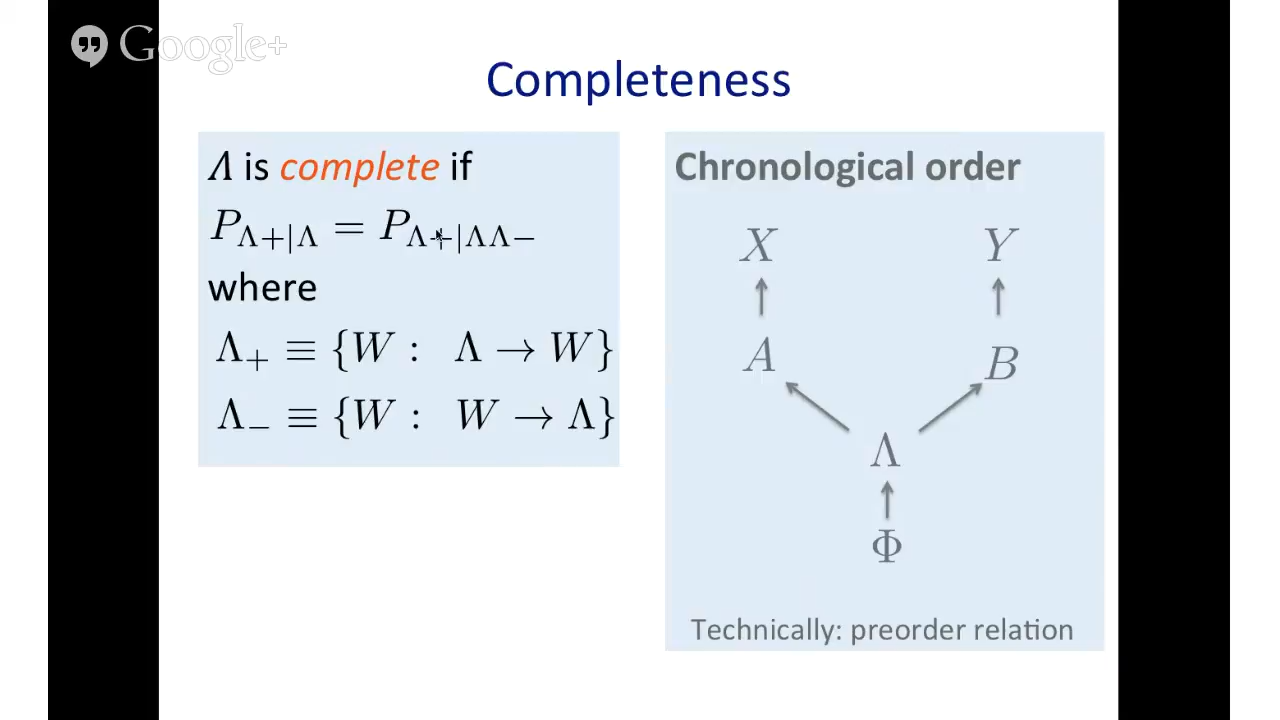 Google+
Completeness
Λ is complete if
P_{Λ+|Λ} = P_{Λ+|ΛΛ−}
where
Λ₊ ≡ {W : Λ → W}
Λ₋ ≡ {W : W → Λ}
Chronological order
X Y
A B
Λ
Φ
Technically: preorder relation